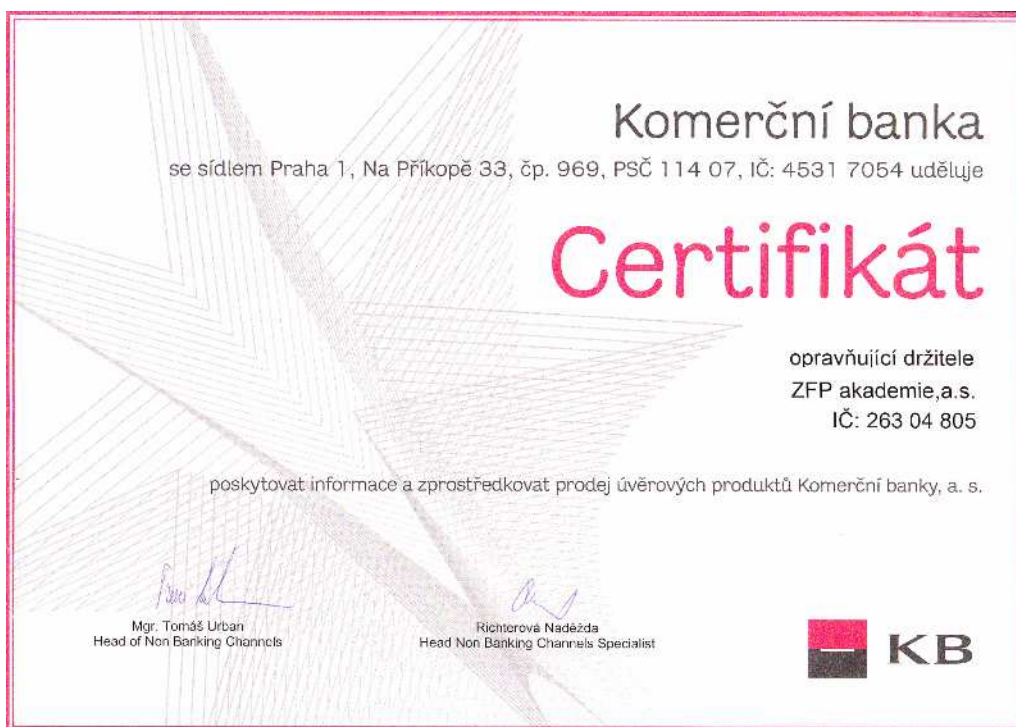 Komerční banka
se sídlem Praha 1, Na Příkopě 33, čp. 969, PSČ 114 07, IČ: 4531 7054 uděluje
Certifikát
opravňující držitele
ZFP akademie,a.s.
IČ: 263 04 805
poskytovat informace a zprostředkovat prodej úvěrových produktů Komerční banky, a. s.
Mgr. Tomáš Urban
Head of Non Banking Channels
Richterová Naděžda
Head Non Banking Channels Specialist
KB